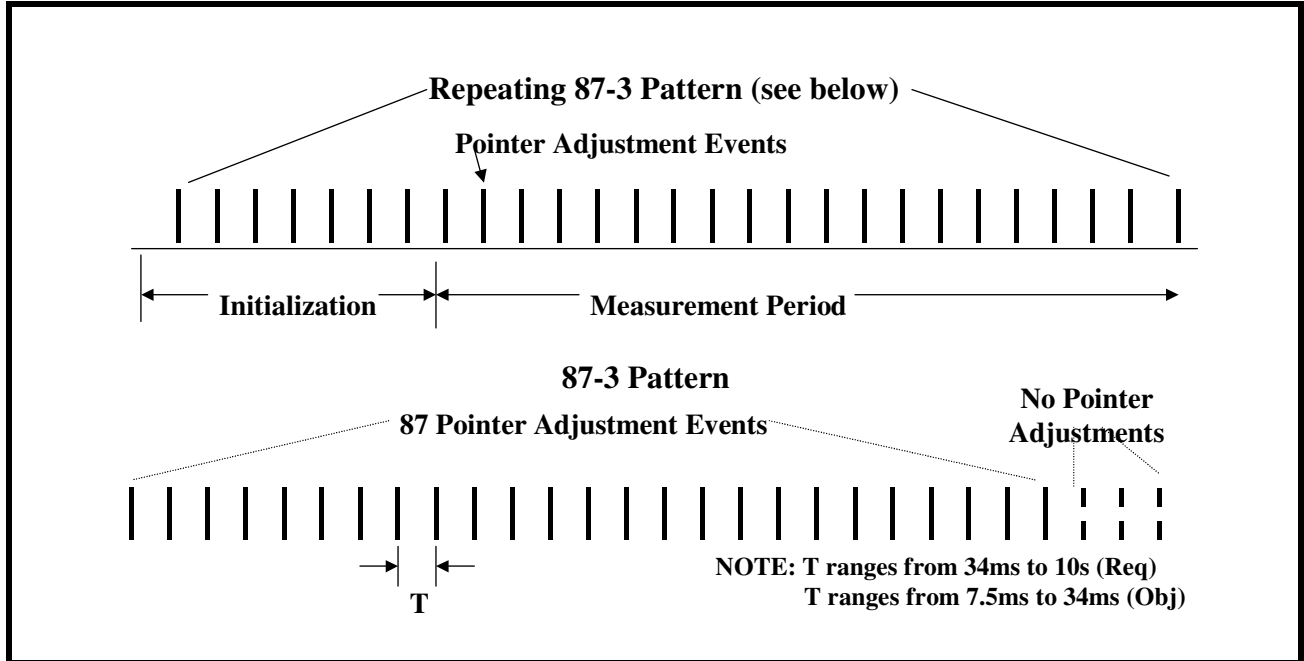 Repeating 87-3 Pattern (see below)
Pointer Adjustment Events
Initialization
Measurement Period
87-3 Pattern
87 Pointer Adjustment Events
No Pointer
Adjustments
T
NOTE: T ranges from 34ms to 10s (Req)
T ranges from 7.5ms to 34ms (Obj)